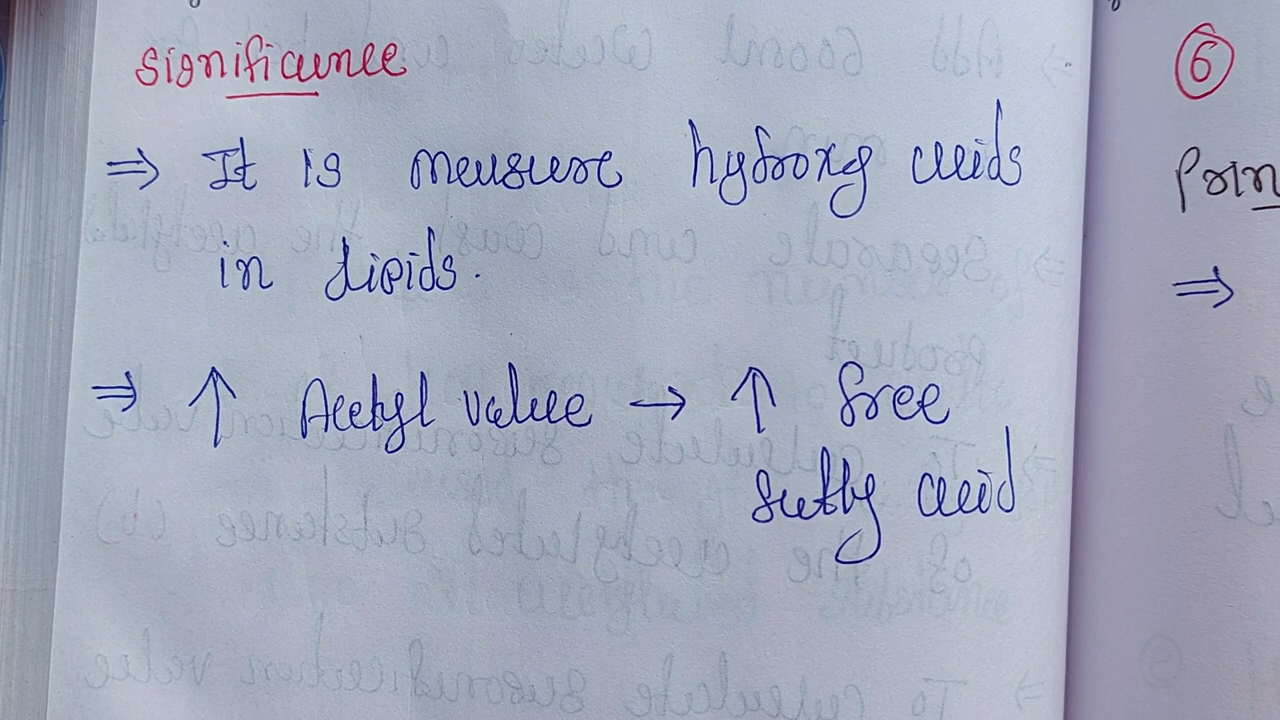 Significance
⇒ It is measure hydroxy acids
in Lipids.
⇒ ↑ Acetyl value → ↑ free
fatty acid
6
Prin
⇒